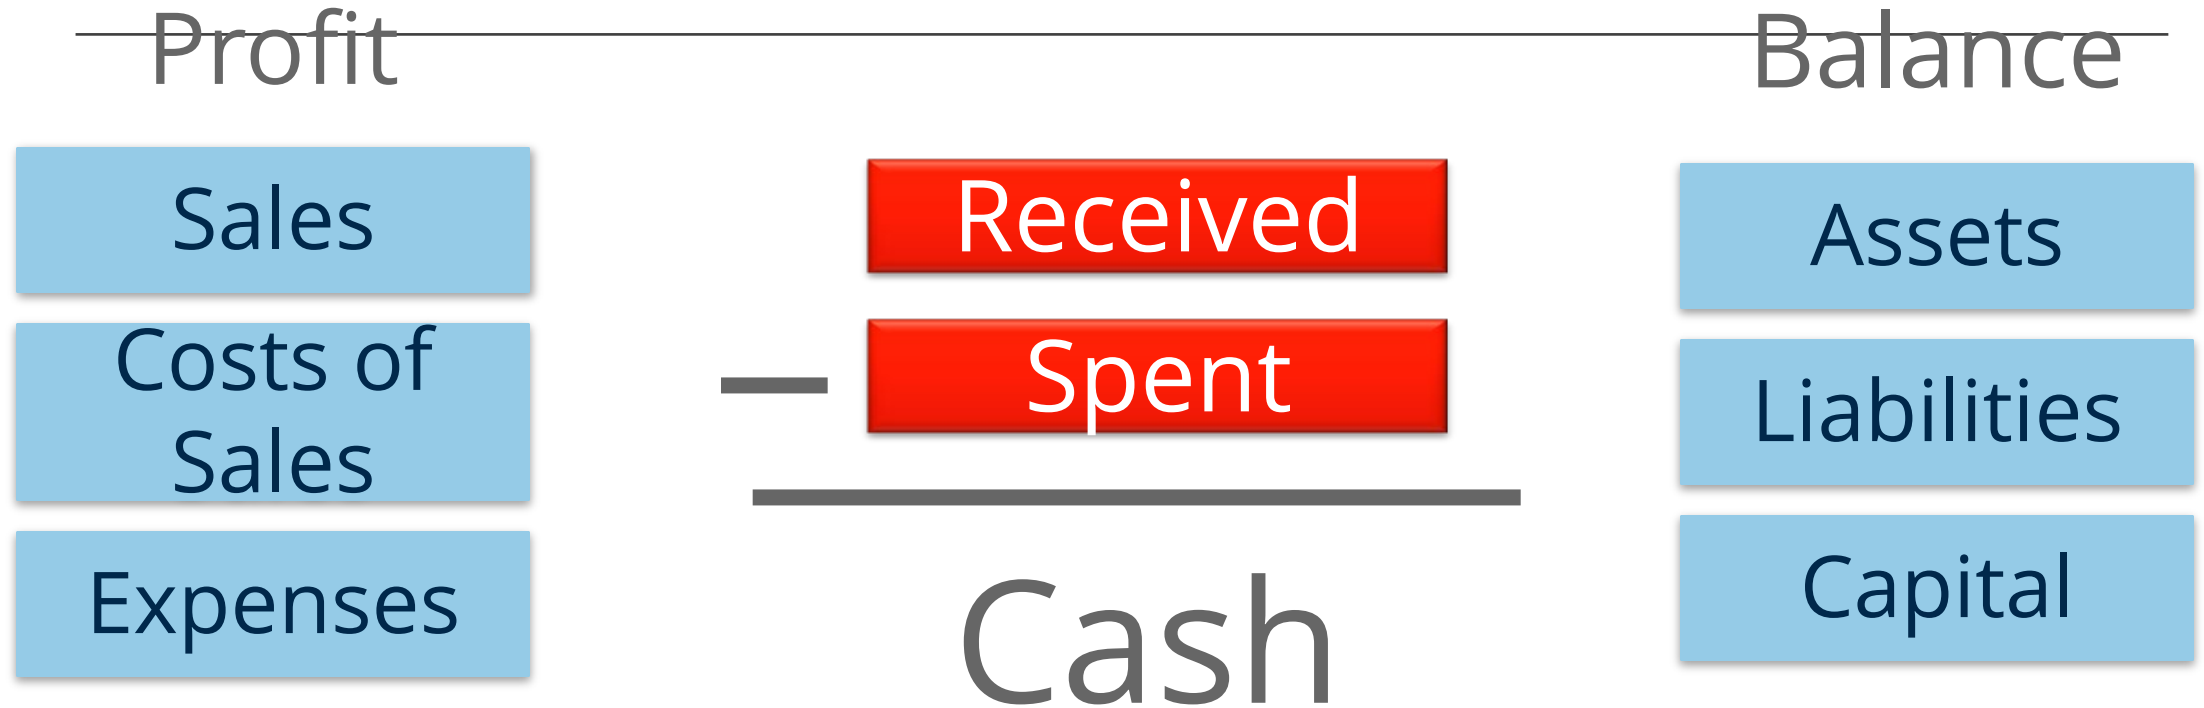 Profit
Sales
Costs of
Sales
Expenses
Received
Spent
Cash
Balance
Assets
Liabilities
Capital